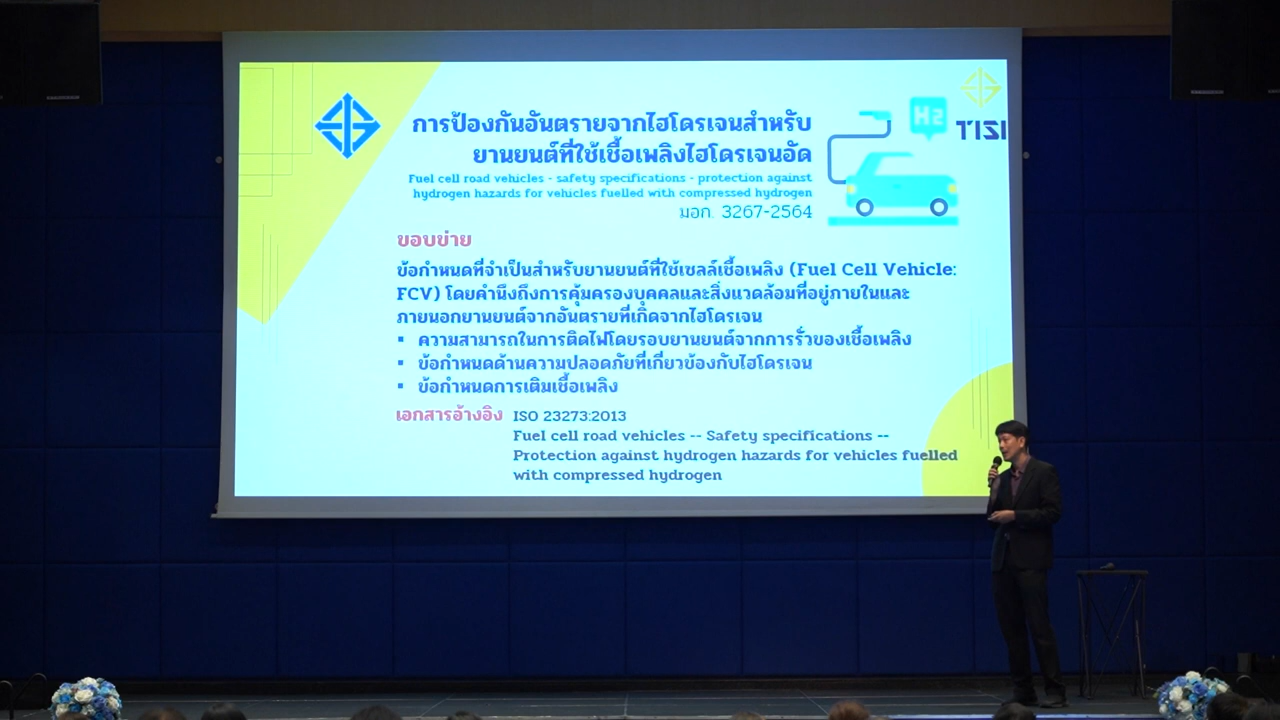 การป้องกันอันตรายจากไฮโดรเจนสำหรับ
ยานยนต์ที่ใช้เชื้อเพลิงไฮโดรเจนอัด
Fuel cell road vehicles - safety specifications - protection against
hydrogen hazards for vehicles fuelled with compressed hydrogen
มอก. 3267-2564
H2
TISI
ขอบข่าย
ข้อกำหนดที่จำเป็นสำหรับยานยนต์ที่ใช้เซลล์เชื้อเพลิง (Fuel Cell Vehicle:
FCV) โดยคำนึงถึงการคุ้มครองบุคคลและสิ่งแวดล้อมที่อยู่ภายในและ
ภายนอกยานยนต์จากอันตรายที่เกิดจากไฮโดรเจน
▪ ความสามารถในการติดไฟโดยรอบยานยนต์จากการรั่วของเชื้อเพลิง
▪ ข้อกำหนดด้านความปลอดภัยที่เกี่ยวข้องกับไฮโดรเจน
▪ ข้อกำหนดการเติมเชื้อเพลิง
เอกสารอ้างอิง ISO 23273:2013
Fuel cell road vehicles -- Safety specifications --
Protection against hydrogen hazards for vehicles fuelled
with compressed hydrogen